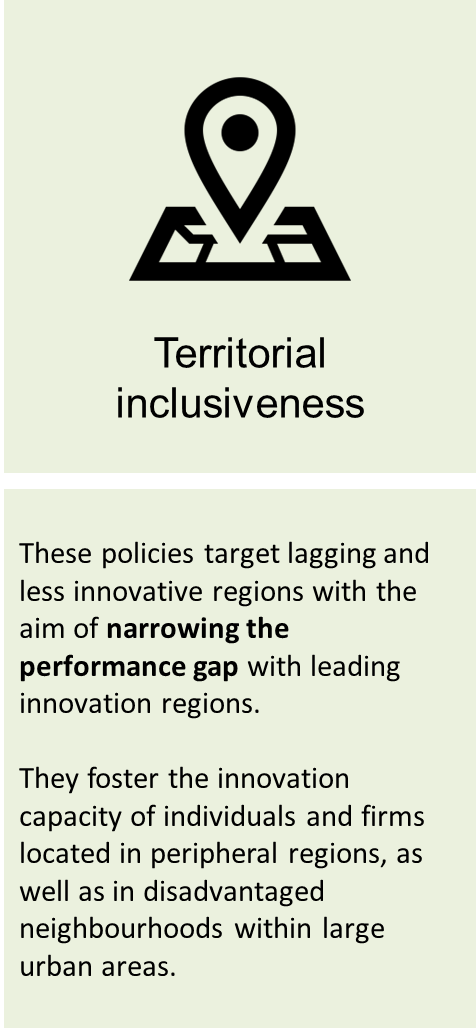 Territorial
inclusiveness
These policies target lagging and
less innovative regions with the
aim of narrowing the
performance gap with leading
innovation regions.
They foster the innovation
capacity of individuals and firms
located in peripheral regions, as
well as in disadvantaged
neighbourhoods within large
urban areas.